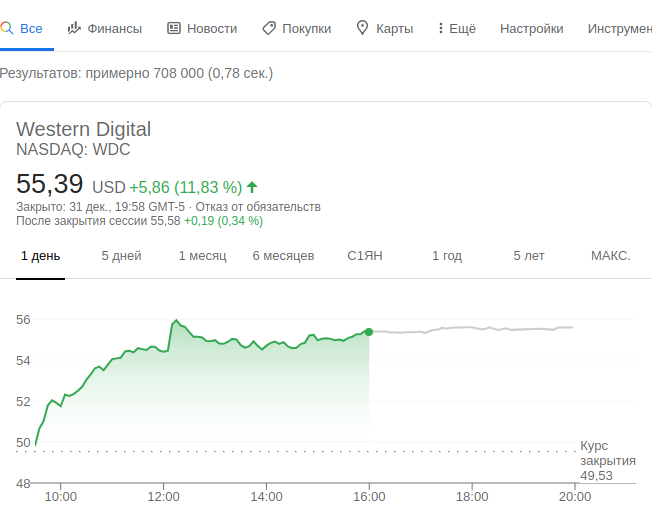 Все Финансы Новости Покупки Карты Ещё Настройки Инструмен
Результатов: примерно 708 000 (0,78 сек.)
Western Digital
NASDAQ: WDC
55,39 USD +5,86 (11,83 %)
Закрыто: 31 дек., 19:58 GMT-5 · Отказ от обязательств
После закрытия сессии 55,58 +0,19 (0,34 %)
1 день 5 дней 1 месяц 6 месяцев С1ЯН 1 год 5 лет МАКС.
56
54
52
50
Курс
закрытия
49,53
48
10:00 12:00 14:00 16:00 18:00 20:00